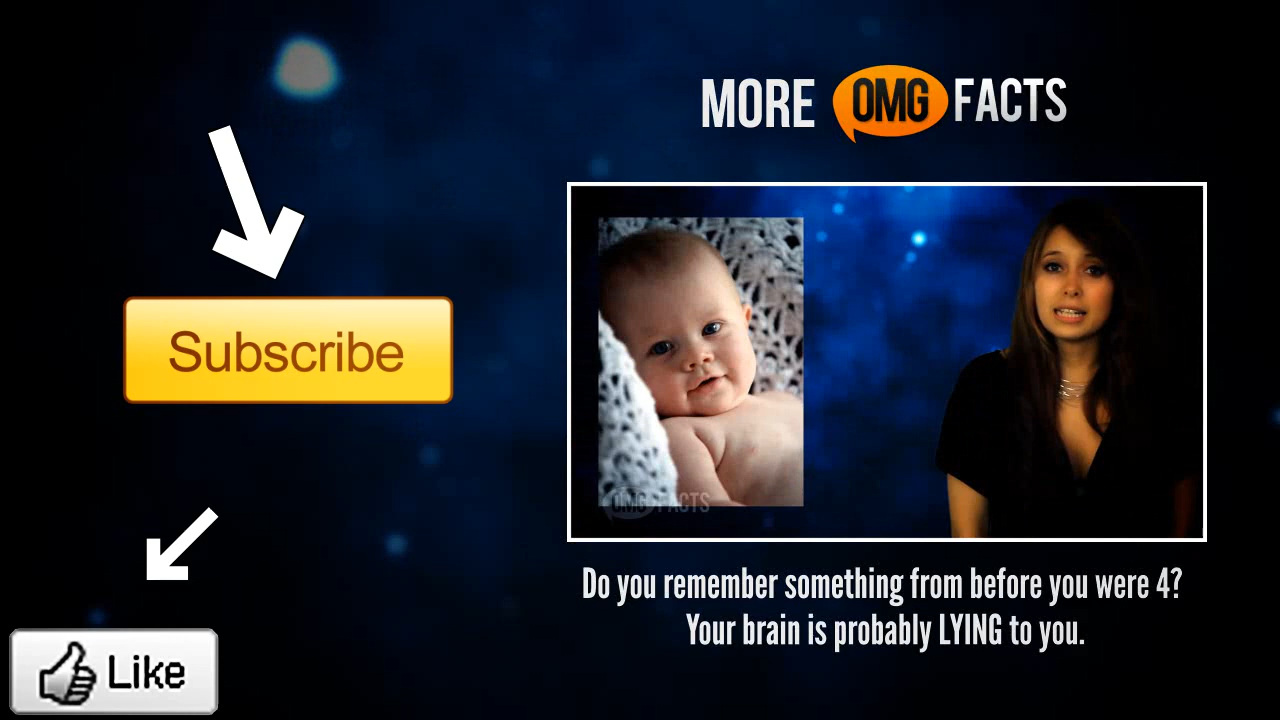 MORE OMG FACTS
Subscribe
OMG FACTS
Do you remember something from before you were 4?
Your brain is probably LYING to you.
Like